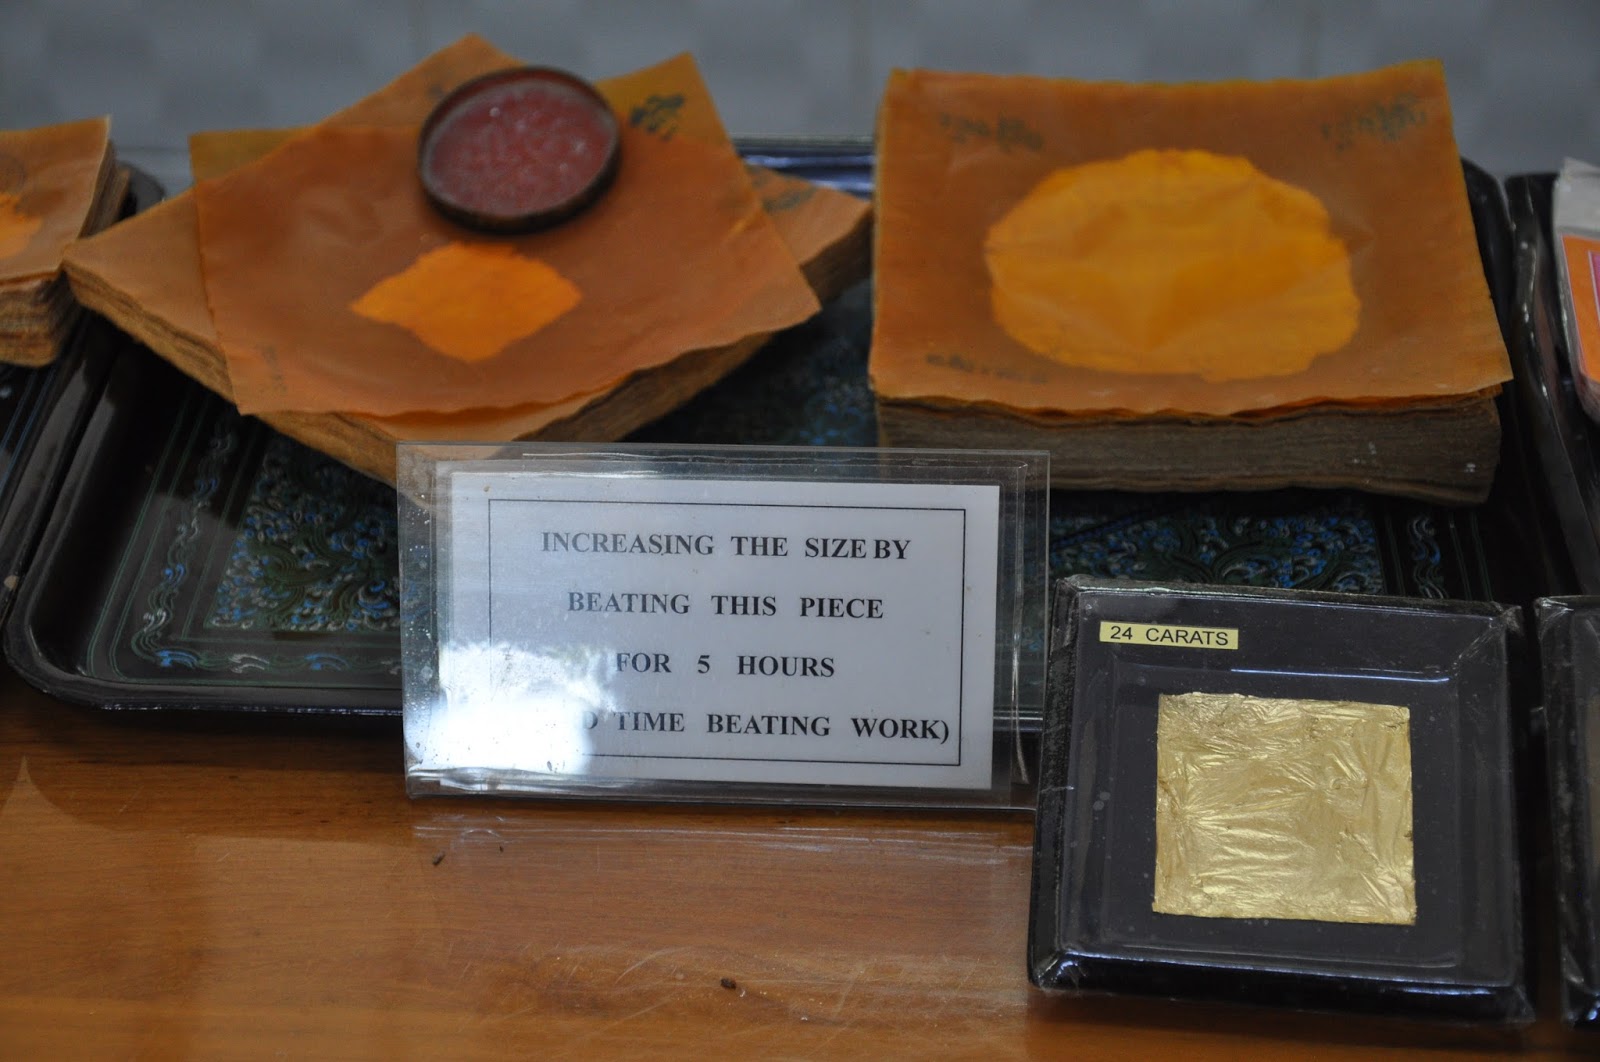 INCREASING THE SIZE BY
BEATING THIS PIECE
FOR 5 HOURS
TIME BEATING WORK)
24 CARATS